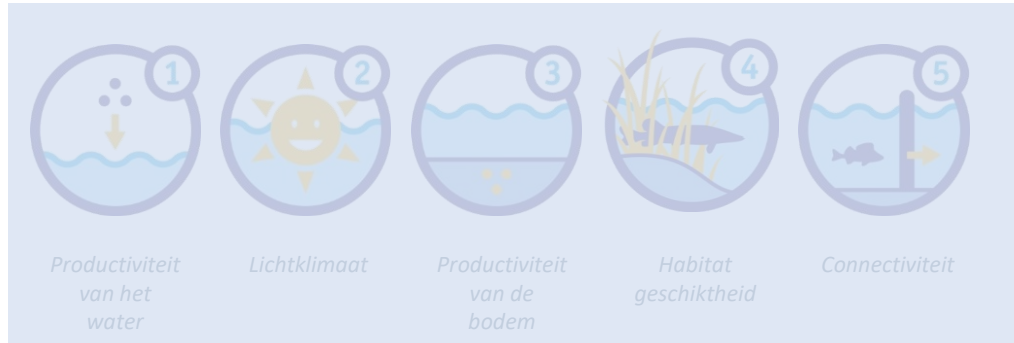 1 2 3 4 5
Productiviteit van het water
Lichtklimaat
Productiviteit van de bodem
Habitat geschiktheid
Connectiviteit